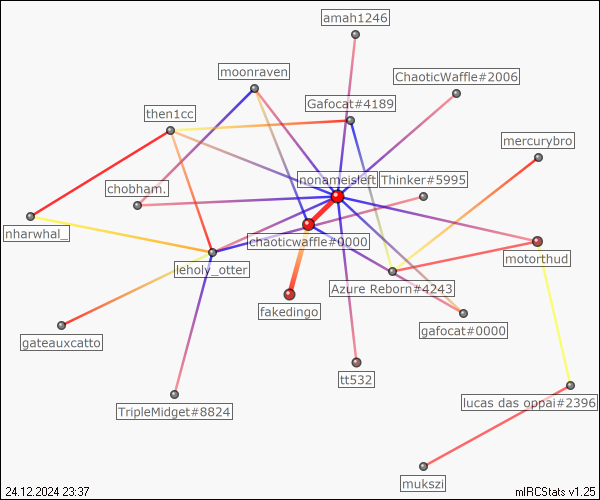 amah1246
moonraven
ChaoticWaffle#2006
Gafocat#4189
then1cc
mercurybro
nonameisleft
Thinker#5995
chobham.
nharwhal_
chaoticwaffle#0000
motorthud
leholy_otter
Azure Reborn#4243
fakedingo
gafocat#0000
gateauxcatto
tt532
TripleMidget#8824
lucas das oppai#2396
mukszi
24.12.2024 23:37
mIRCStats v1.25